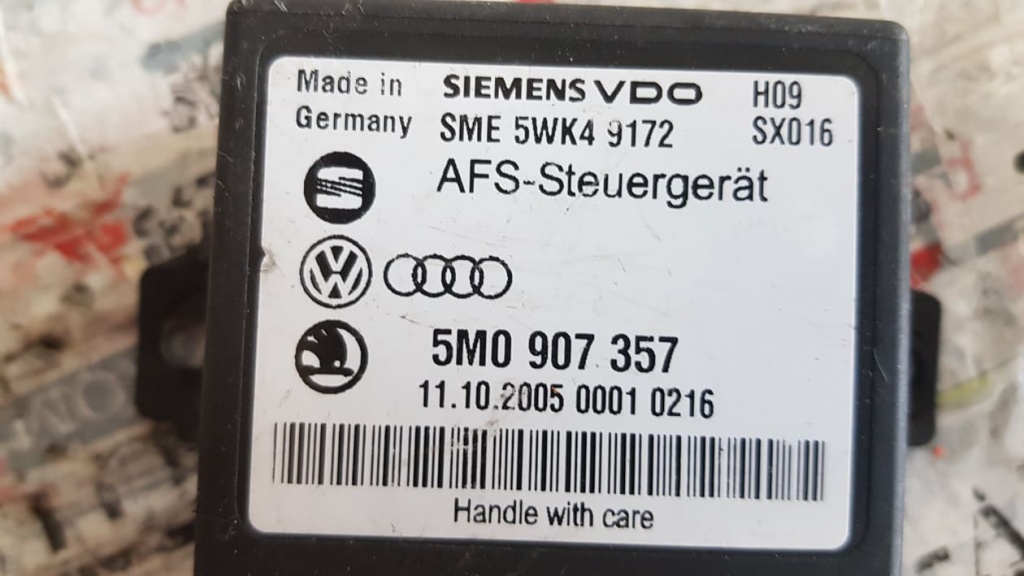 Made in SIEMENS VDO H09
Germany SME 5WK4 9172 SX016
AFS-Steuergerät
5M0 907 357
11.10.2005 0001 0216
Handle with care